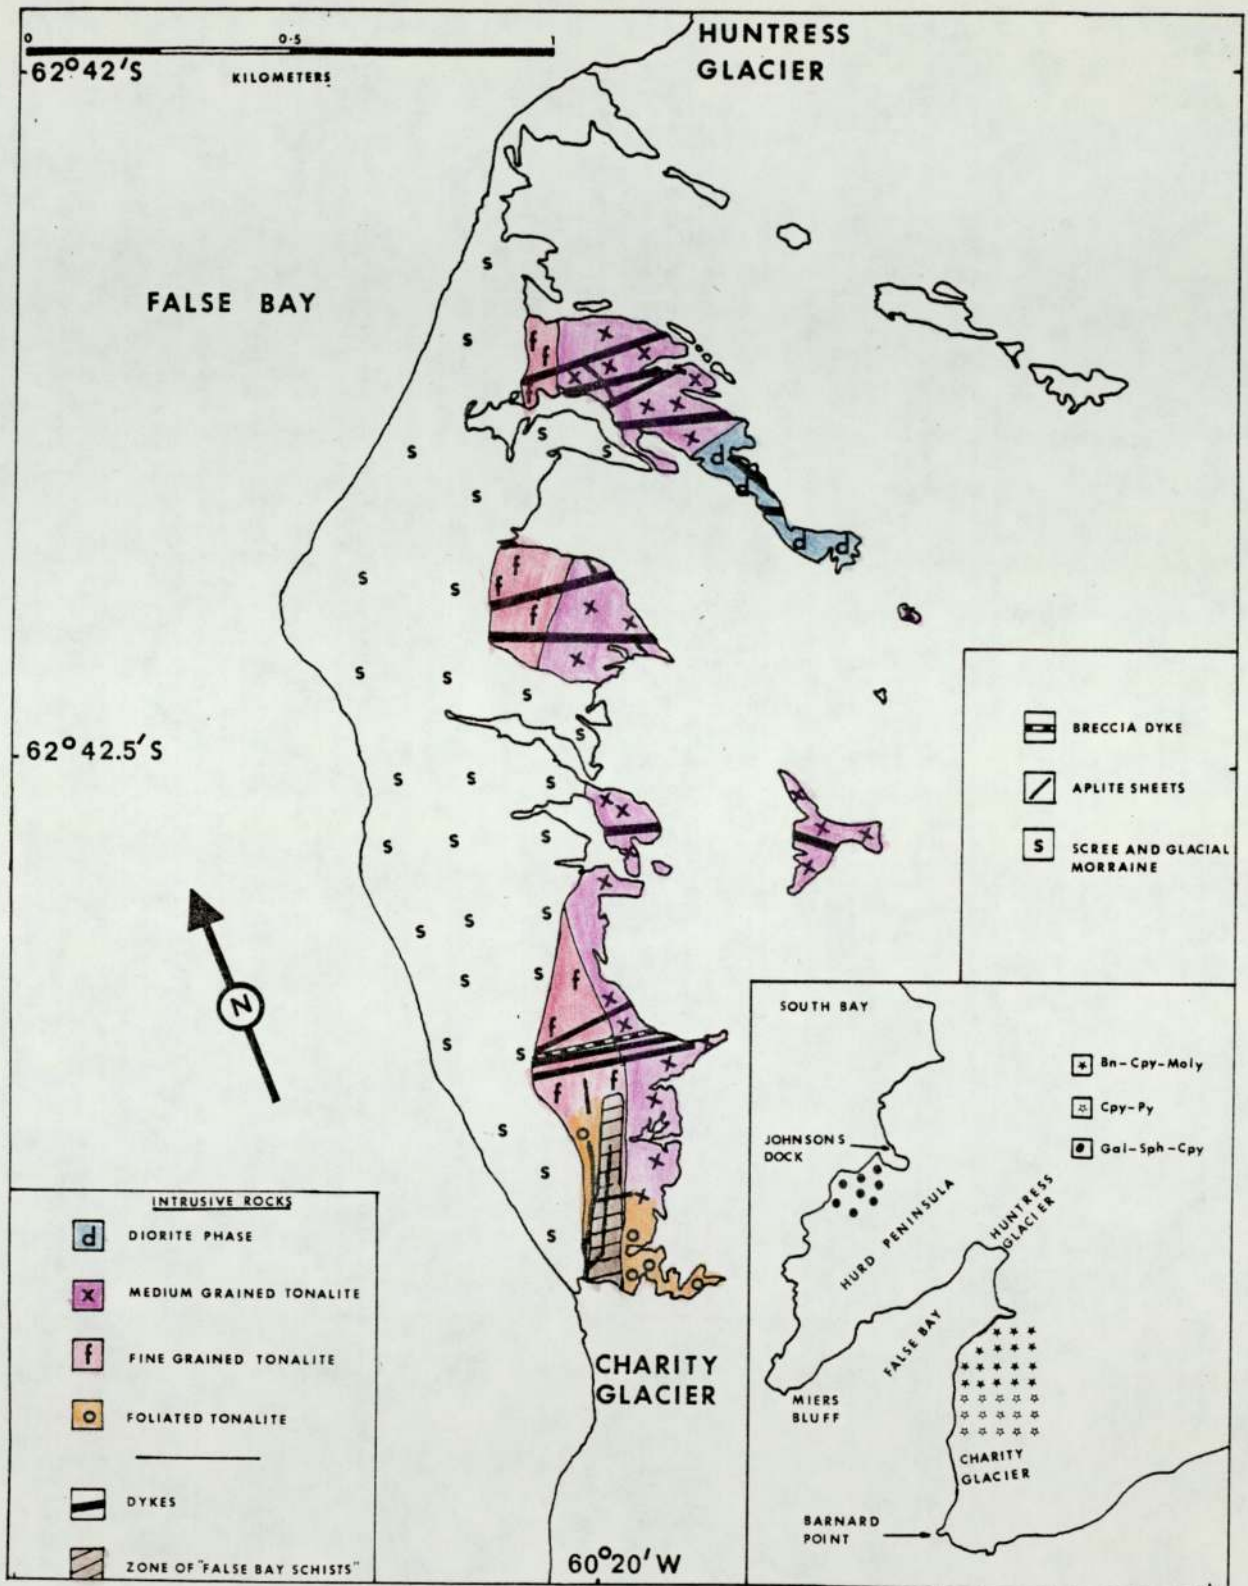 0 0·5 1
KILOMETERS
62°42'S
HUNTRESS
GLACIER
FALSE BAY
S
S
f
f
f
x
x
x
x
x
x
x
x
S
S
S
S
d
d
d
d
S
S
f
f
f
x
x
x
S
S
S
S
62°42.5'S
BRECCIA DYKE
APLITE SHEETS
S SCREE AND GLACIAL
MORRAINE
S
S
S
S
S
S
x
x
x
x
x
x
x
S
S
S
S
S
f
f
x
x
S
S
N
f
f
x
x
x
x
S
S
S
o
o
o
o
o
CHARITY
GLACIER
60°20'W
INTRUSIVE ROCKS
d DIORITE PHASE
x MEDIUM GRAINED TONALITE
f FINE GRAINED TONALITE
o FOLIATED TONALITE
DYKES
ZONE OF "FALSE BAY SCHISTS"
SOUTH BAY
Bn-Cpy-Moly
Cpy-Py
Gal-Sph-Cpy
JOHNSONS
DOCK
HURD PENINSULA
HUNTRESS
GLACIER
FALSE BAY
MIERS
BLUFF
CHARITY
GLACIER
BARNARD
POINT